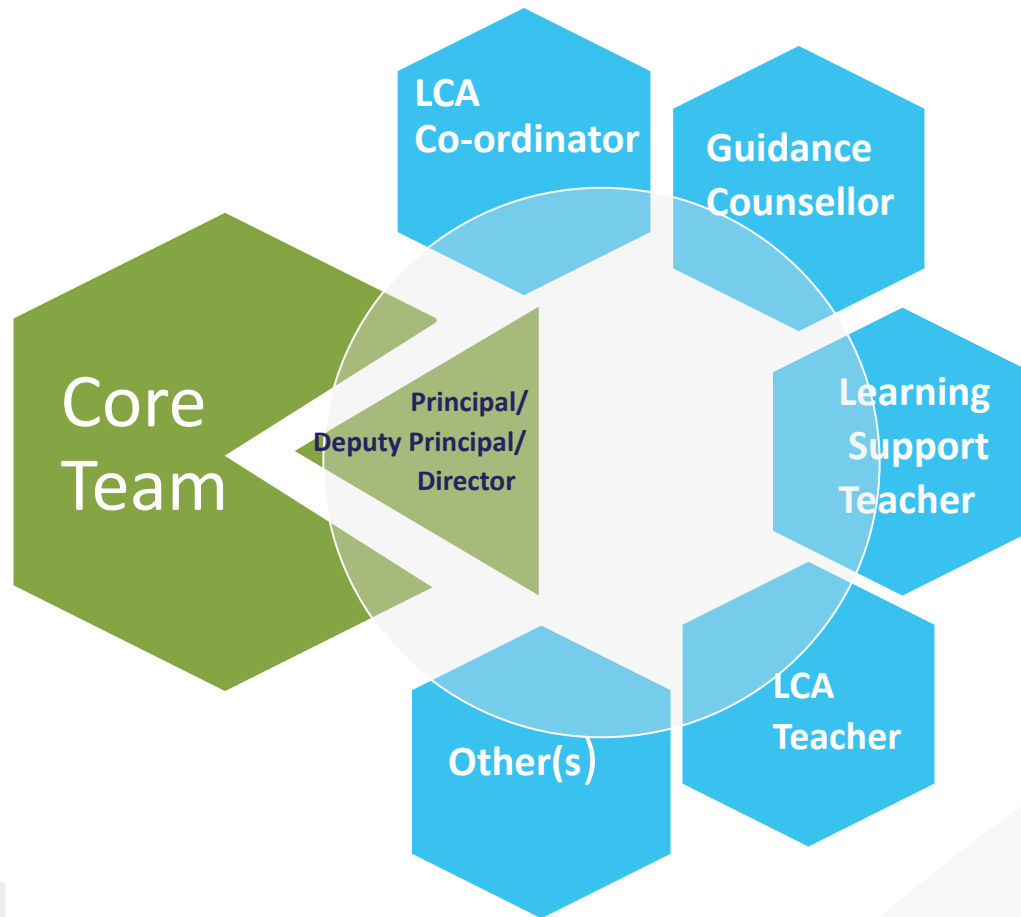 Core
Team
Principal/
Deputy Principal/
Director
LCA
Co-ordinator
Guidance
Counsellor
Learning
Support
Teacher
LCA
Teacher
Other(s)